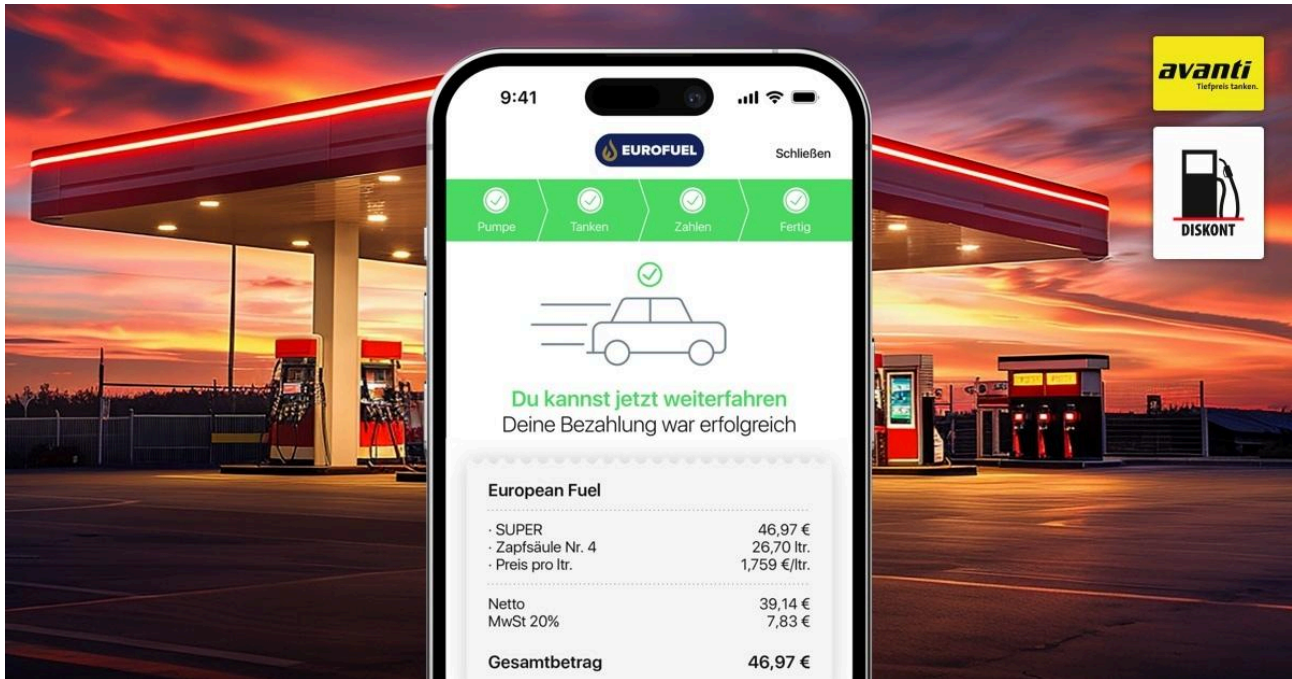 9:41
EUROFUEL
Schließen
Pumpe
Tanken
Zahlen
Fertig
Du kannst jetzt weiterfahren
Deine Bezahlung war erfolgreich
European Fuel
· SUPER 46,97 €
· Zapfsäule Nr. 4 26,70 ltr.
· Preis pro ltr. 1,759 €/ltr.
Netto 39,14 €
MwSt 20% 7,83 €
Gesamtbetrag 46,97 €
avanti
Tiefpreis tanken.
DISKONT